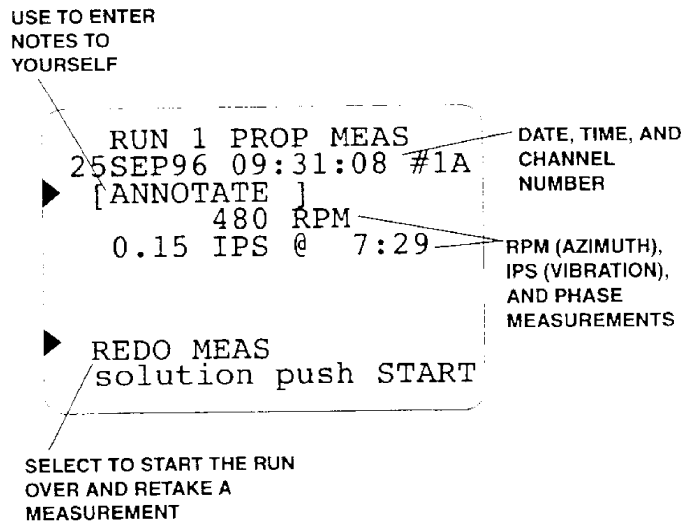 USE TO ENTER
NOTES TO
YOURSELF
RUN 1 PROP MEAS
25SEP96 09:31:08 #1A
[ANNOTATE ]
480 RPM
0.15 IPS @ 7:29
REDO MEAS
solution push START
DATE, TIME, AND
CHANNEL
NUMBER
RPM (AZIMUTH),
IPS (VIBRATION),
AND PHASE
MEASUREMENTS
SELECT TO START THE RUN
OVER AND RETAKE A
MEASUREMENT